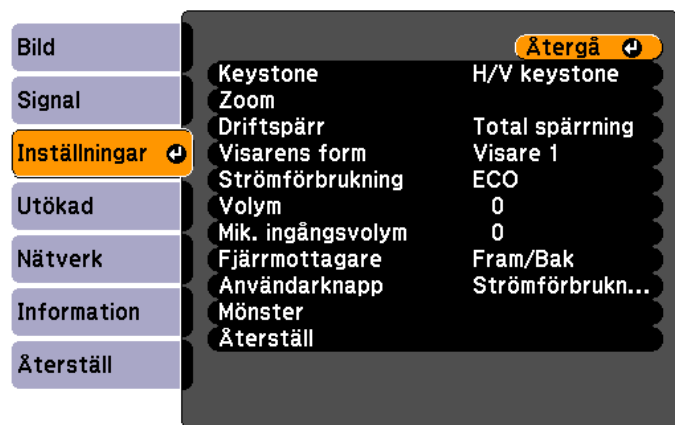 Bild
Signal
Inställningar
Utökad
Nätverk
Information
Återställ
Återgå
Keystone H/V keystone
Zoom
Driftspärr Total spärrning
Visarens form Visare 1
Strömförbrukning ECO
Volym 0
Mik. ingångsvolym 0
Fjärrmottagare Fram/Bak
Användarknapp Strömförbrukn...
Mönster
Återställ